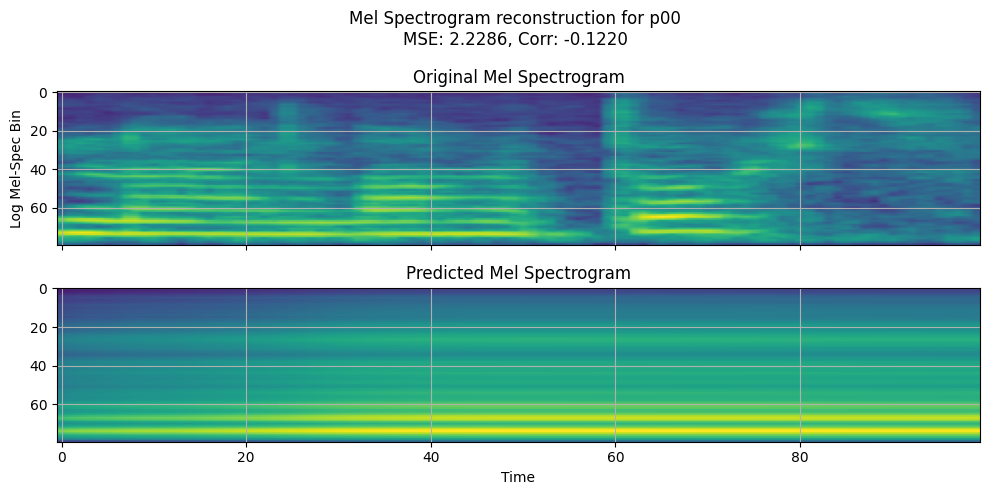 Mel Spectrogram reconstruction for p00
MSE: 2.2286, Corr: -0.1220
Original Mel Spectrogram
Log Mel-Spec Bin
0
20
40
60
Predicted Mel Spectrogram
0
20
40
60
0 20 40 60 80
Time